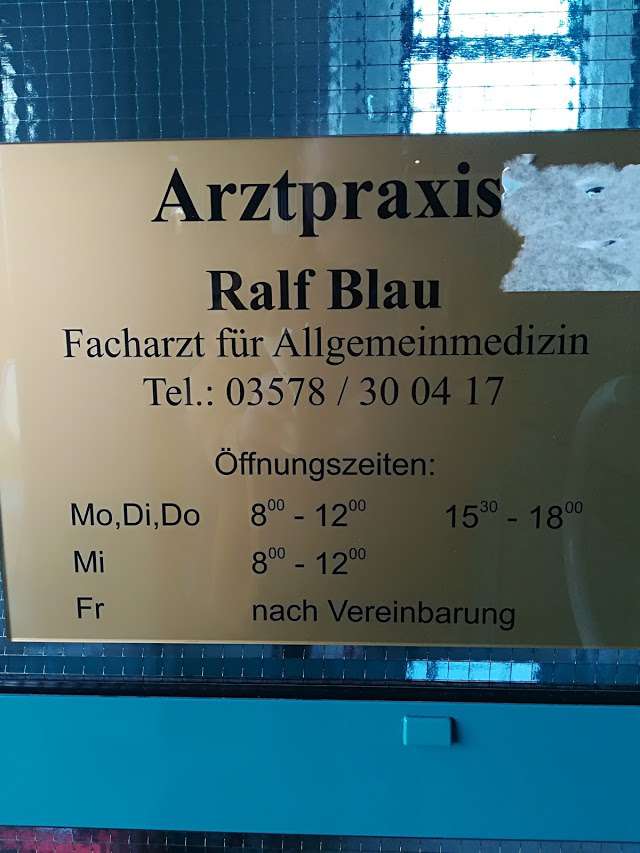 Arztpraxis
Ralf Blau
Facharzt für Allgemeinmedizin
Tel.: 03578 / 30 04 17
Öffnungszeiten:
Mo,Di,Do 8⁰⁰ - 12⁰⁰ 15³⁰ - 18⁰⁰
Mi 8⁰⁰ - 12⁰⁰
Fr nach Vereinbarung